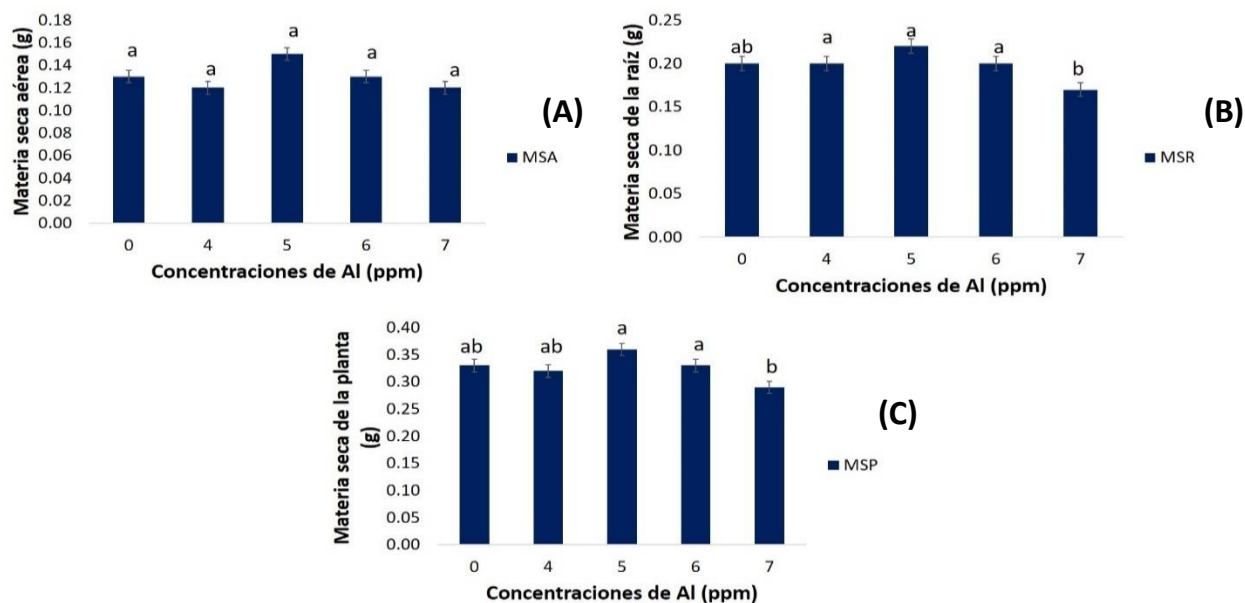 Materia seca aérea (g)
0.18
0.16
0.14
0.12
0.10
0.08
0.06
0.04
0.02
0.00
a
a
a
a
a
0
4
5
6
7
Concentraciones de Al (ppm)
MSA
(A)
Materia seca de la raíz (g)
0.25
0.20
0.15
0.10
0.05
0.00
ab
a
a
a
b
0
4
5
6
7
Concentraciones de Al (ppm)
MSR
(B)
Materia seca de la planta
(g)
0.40
0.35
0.30
0.25
0.20
0.15
0.10
0.05
0.00
ab
ab
a
a
b
0
4
5
6
7
Concentraciones de Al (ppm)
MSP
(C)